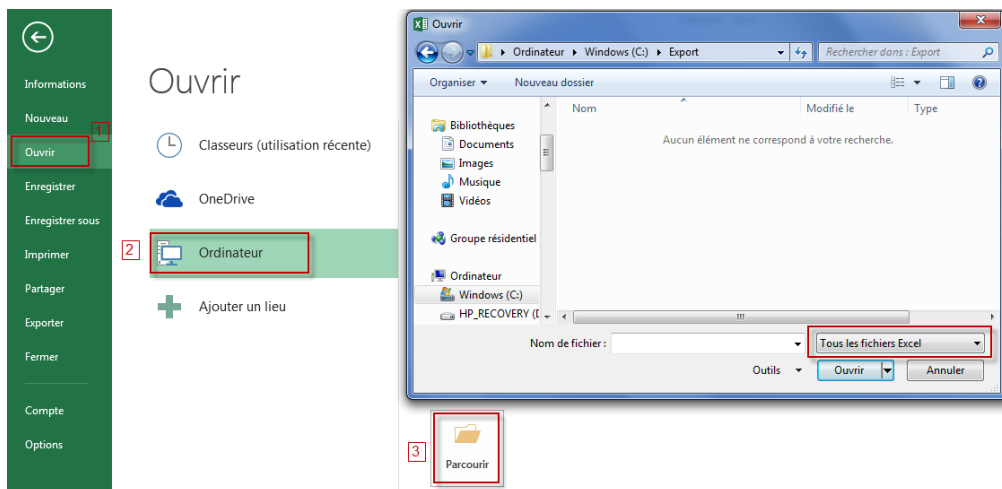 Informations
Nouveau
1
Ouvrir
Enregistrer
Enregistrer sous
Imprimer
Partager
Exporter
Fermer
Compte
Options
Ouvrir
Classeurs (utilisation récente)
OneDrive
2
Ordinateur
Ajouter un lieu
3
Parcourir
Ouvrir
Ordinateur Windows (C:) Export
Rechercher dans : Export
Organiser Nouveau dossier
Nom Modifié le Type
Aucun élément ne correspond à votre recherche.
Bibliothèques
Documents
Images
Musique
Vidéos
Groupe résidentiel
Ordinateur
Windows (C:)
HP_RECOVERY (
Nom de fichier :
Tous les fichiers Excel
Outils Ouvrir Annuler